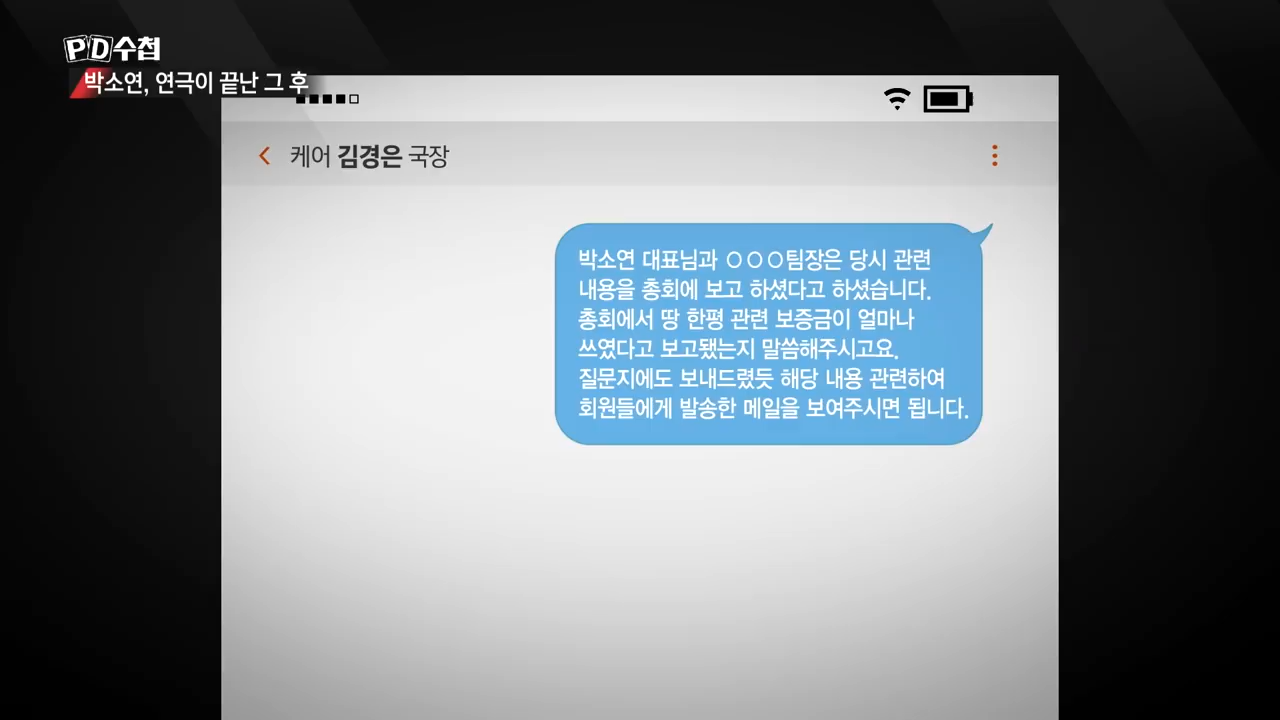 PD수첩
박소연, 연극이 끝난 그 후
케어 김경은 국장
박소연 대표님과 ○○○팀장은 당시 관련
내용을 총회에 보고 하셨다고 하셨습니다.
총회에서 땅 한평 관련 보증금이 얼마나
쓰였다고 보고됐는지 말씀해주시고요.
질문지에도 보내드렸듯 해당 내용 관련하여
회원들에게 발송한 메일을 보여주시면 됩니다.